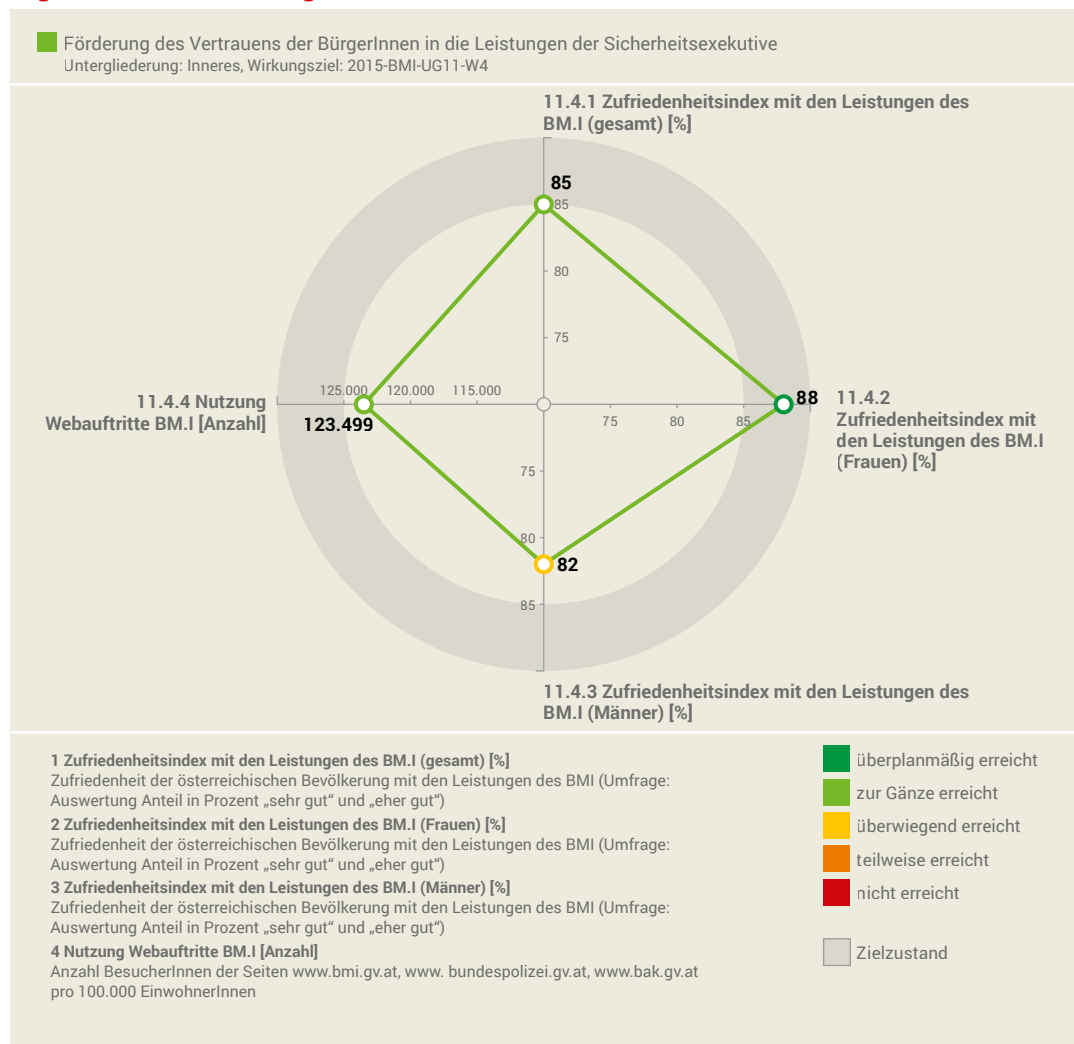 Förderung des Vertrauens der BürgerInnen in die Leistungen der Sicherheitsexekutive
Untergliederung: Inneres, Wirkungsziel: 2015-BMI-UG11-W4
11.4.1 Zufriedenheitsindex mit den Leistungen des
BM.I (gesamt) [%]
85
85
80
75
125.000 120.000 115.000
11.4.4 Nutzung
Webauftritte BM.I [Anzahl]
123.499
75 80 85
88
11.4.2
Zufriedenheitsindex mit
den Leistungen des BM.I
(Frauen) [%]
75
80
82
85
11.4.3 Zufriedenheitsindex mit den Leistungen des
BM.I (Männer) [%]
1 Zufriedenheitsindex mit den Leistungen des BM.I (gesamt) [%]
Zufriedenheit der österreichischen Bevölkerung mit den Leistungen des BMI (Umfrage:
Auswertung Anteil in Prozent „sehr gut“ und „eher gut“)
2 Zufriedenheitsindex mit den Leistungen des BM.I (Frauen) [%]
Zufriedenheit der österreichischen Bevölkerung mit den Leistungen des BMI (Umfrage:
Auswertung Anteil in Prozent „sehr gut“ und „eher gut“)
3 Zufriedenheitsindex mit den Leistungen des BM.I (Männer) [%]
Zufriedenheit der österreichischen Bevölkerung mit den Leistungen des BMI (Umfrage:
Auswertung Anteil in Prozent „sehr gut“ und „eher gut“)
4 Nutzung Webauftritte BM.I [Anzahl]
Anzahl BesucherInnen der Seiten www.bmi.gv.at, www. bundespolizei.gv.at, www.bak.gv.at
pro 100.000 EinwohnerInnen
überplanmäßig erreicht
zur Gänze erreicht
überwiegend erreicht
teilweise erreicht
nicht erreicht
Zielzustand